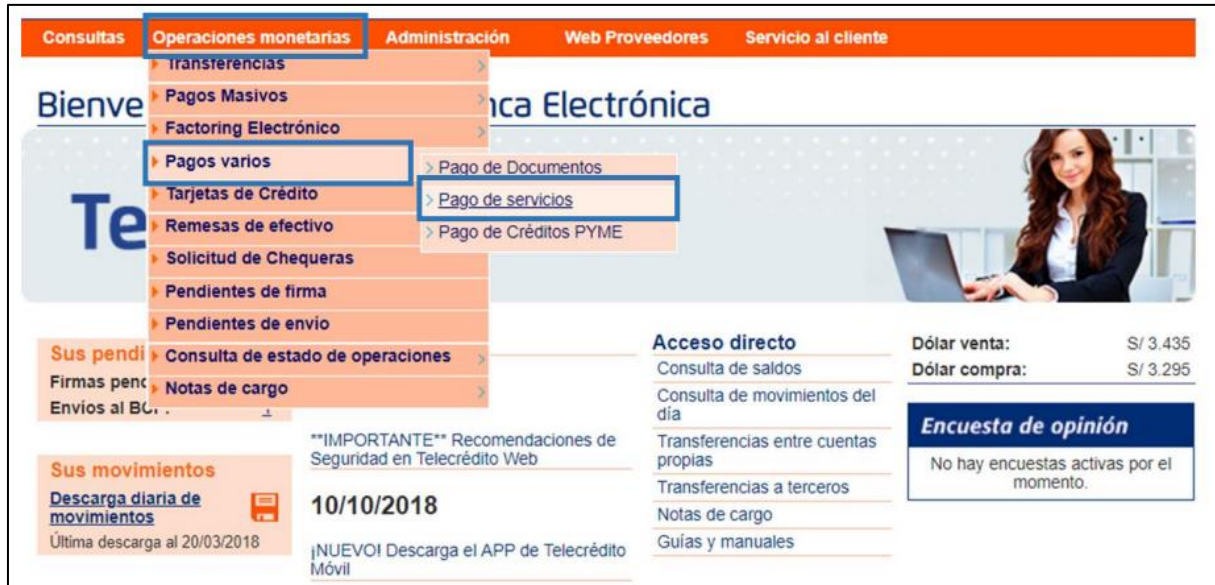 Consultas Operaciones monetarias Administración Web Proveedores Servicio al cliente
Transferencias
Pagos Masivos
Factoring Electrónico
Pagos varios
Tarjetas de Crédito
Remesas de efectivo
Solicitud de Chequeras
Pendientes de firma
Pendientes de envío
Consulta de estado de operaciones
Notas de cargo
> Pago de Documentos
> Pago de servicios
> Pago de Créditos PYME
Bienve nca Electrónica
Te
Sus pendi
Firmas pend
Envíos al BCP:
Sus movimientos
Descarga diaria de
movimientos
Última descarga al 20/03/2018
**IMPORTANTE** Recomendaciones de
Seguridad en Telecrédito Web
10/10/2018
¡NUEVO! Descarga el APP de Telecrédito
Móvil
Acceso directo
Consulta de saldos
Consulta de movimientos del
día
Transferencias entre cuentas
propias
Transferencias a terceros
Notas de cargo
Guías y manuales
Dólar venta: S/ 3.435
Dólar compra: S/ 3.295
Encuesta de opinión
No hay encuestas activas por el
momento.